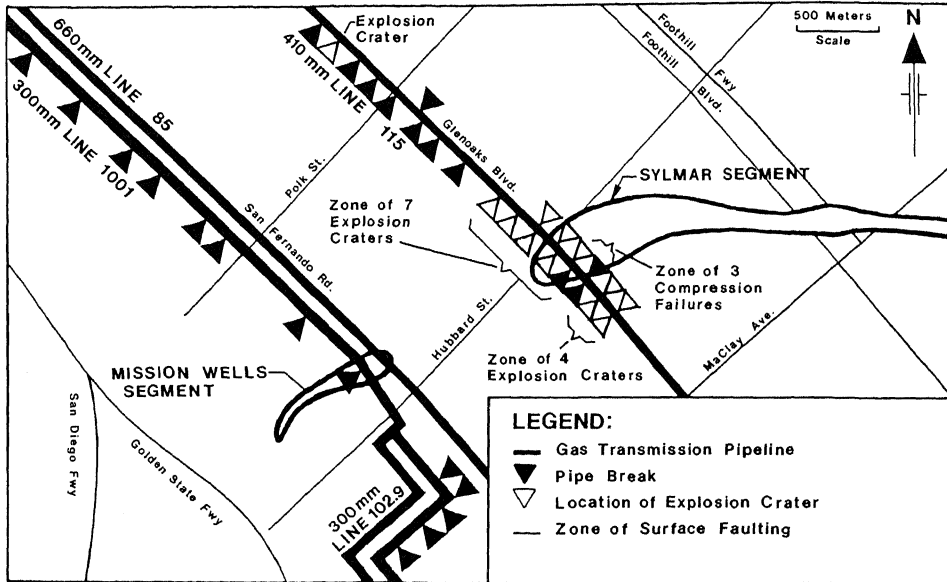 Explosion
Crater
500 Meters
Scale
N
Foothill Fwy
Foothill Blvd.
660mm LINE 85
410 mm LINE 115
300mm LINE 1001
Glenoaks Blvd.
Polk St.
SYLMAR SEGMENT
Zone of 7
Explosion
Craters
San Fernando Rd.
Zone of 3
Compression
Failures
Hubbard St.
MaClay Ave.
Zone of 4
Explosion Craters
MISSION WELLS
SEGMENT
San Diego Fwy
Golden State Fwy
300mm
LINE 102.9
LEGEND:
Gas Transmission Pipeline
Pipe Break
Location of Explosion Crater
Zone of Surface Faulting